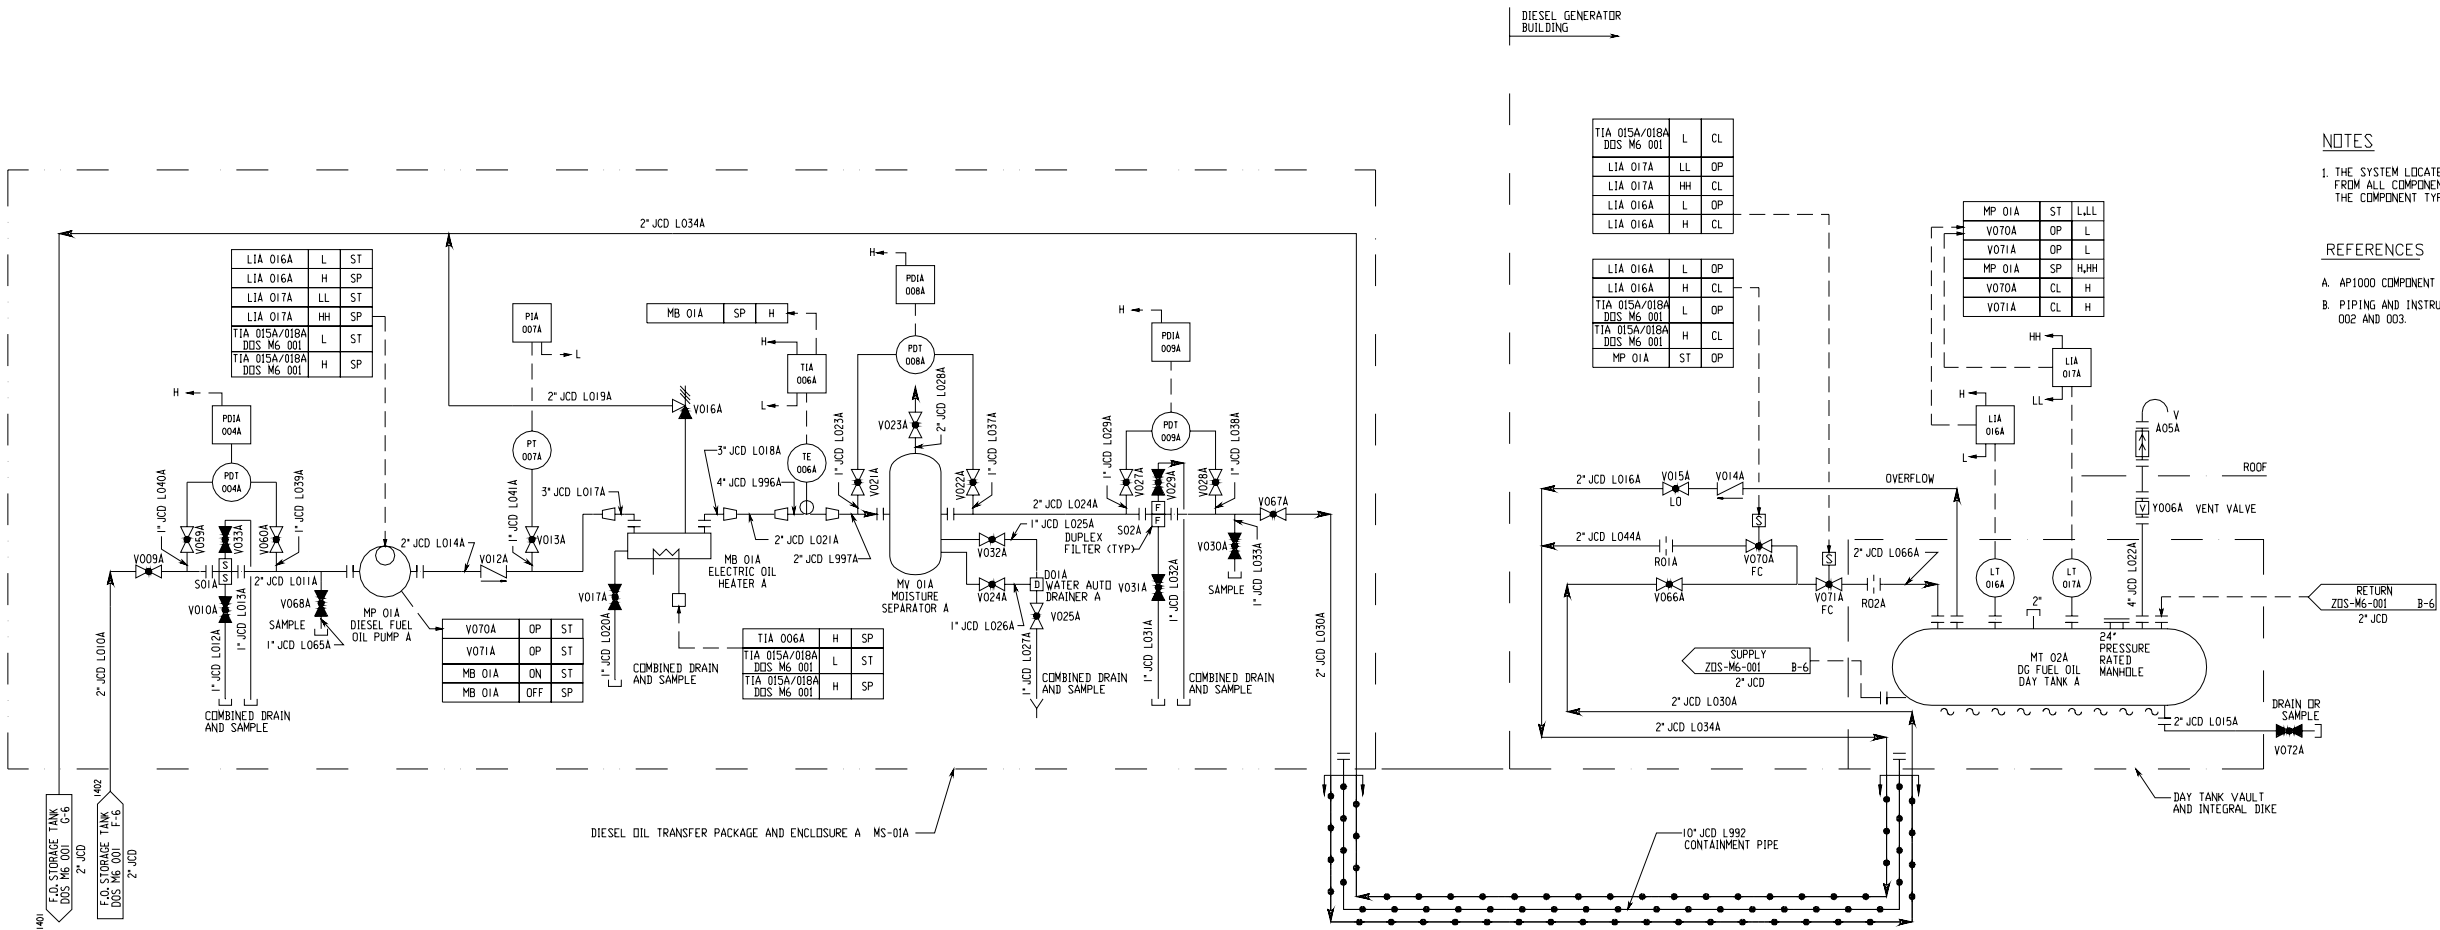 DIESEL GENERATOR
BUILDING
NOTES
1. THE SYSTEM LOCATE
FROM ALL COMPONEN
THE COMPONENT TYP
REFERENCES
A. AP1000 COMPONENT
B. PIPING AND INSTRU
002 AND 003.
2" JCD L034A
LIA 016A L ST
LIA 016A H SP
LIA 017A LL ST
LIA 017A HH SP
TIA 015A/018A
DOS M6 001 L ST
TIA 015A/018A
DOS M6 001 H SP
H
PDIA
004A
PDT
004A
1" JCD L040A
V059A
V033A
V060A
1" JCD L039A
V009A
S01A
S
S
2" JCD L011A
V010A
1" JCD L012A
1" JCD L013A
V068A
SAMPLE
1" JCD L065A
COMBINED DRAIN
AND SAMPLE
2" JCD L010A
MP 01A
DIESEL FUEL
OIL PUMP A
2" JCD L014A
V012A
V070A OP ST
V071A OP ST
MB 01A ON ST
MB 01A OFF SP
PIA
007A
L
PT
007A
1" JCD L041A
V013A
2" JCD L019A
V016A
3" JCD L017A
V017A
1" JCD L020A
COMBINED DRAIN
AND SAMPLE
MB 01A
ELECTRIC OIL
HEATER A
MB 01A SP H
H
TIA
006A
L
TE
006A
3" JCD L018A
4" JCD L996A
2" JCD L021A
2" JCD L997A
TIA 006A H SP
TIA 015A/018A
DOS M6 001 L ST
TIA 015A/018A
DOS M6 001 H SP
H
PDIA
008A
PDT
008A
V023A
2" JCD L028A
1" JCD L023A
V021A
V022A
1" JCD L037A
MV 01A
MOISTURE
SEPARATOR A
2" JCD L024A
1" JCD L025A
V032A
V024A
1" JCD L026A
D
D01A
WATER AUTO
DRAINER A
V025A
1" JCD L027A
COMBINED DRAIN
AND SAMPLE
H
PDIA
009A
PDT
009A
1" JCD L029A
V027A
V029A
V028A
1" JCD L038A
F
F
S02A
DUPLEX
FILTER (TYP)
V031A
1" JCD L031A
1" JCD L032A
COMBINED DRAIN
AND SAMPLE
V067A
V030A
SAMPLE
1" JCD L033A
2" JCD L030A
F.O. STORAGE TANK
DOS M6 001 G-6
2" JCD
1401
F.O. STORAGE TANK
DOS M6 001 F-6
2" JCD
1402
DIESEL OIL TRANSFER PACKAGE AND ENCLOSURE A MS-01A
TIA 015A/018A
DOS M6 001 L CL
LIA 017A LL OP
LIA 017A HH CL
LIA 016A L OP
LIA 016A H CL
LIA 016A L OP
LIA 016A H CL
TIA 015A/018A
DOS M6 001 L OP
TIA 015A/018A
DOS M6 001 H CL
MP 01A ST OP
MP 01A ST L,LL
V070A OP L
V071A OP L
MP 01A SP H,HH
V070A CL H
V071A CL H
HH
LIA
017A
LL
H
LIA
016A
L
V
A05A
ROOF
Y006A VENT VALVE
V
4" JCD L022A
2" JCD L016A
V015A
LO
V014A
OVERFLOW
2" JCD L044A
R01A
S
V070A
FC
V066A
S
V071A
FC
R02A
2" JCD L066A
LT
016A
LT
017A
2"
24"
PRESSURE
RATED
MANHOLE
MT 02A
DG FUEL OIL
DAY TANK A
RETURN
ZOS-M6-001 B-6
2" JCD
SUPPLY
ZOS-M6-001 B-6
2" JCD
2" JCD L030A
2" JCD L034A
2" JCD L015A
DRAIN OR
SAMPLE
V072A
DAY TANK VAULT
AND INTEGRAL DIKE
10" JCD L992
CONTAINMENT PIPE